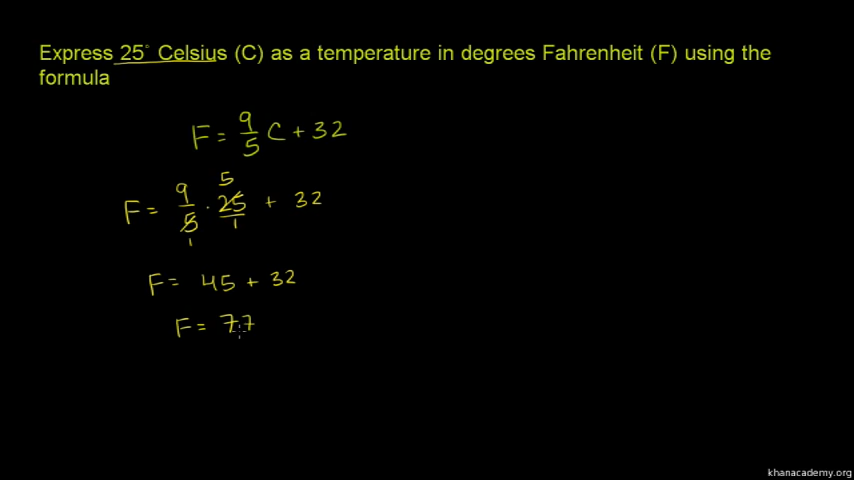 Express 25° Celsius (C) as a temperature in degrees Fahrenheit (F) using the
formula
F = 9/5 C + 32
F = 9/5 · 25/1 + 32
5
1
F = 45 + 32
F = 77
khanacademy.org